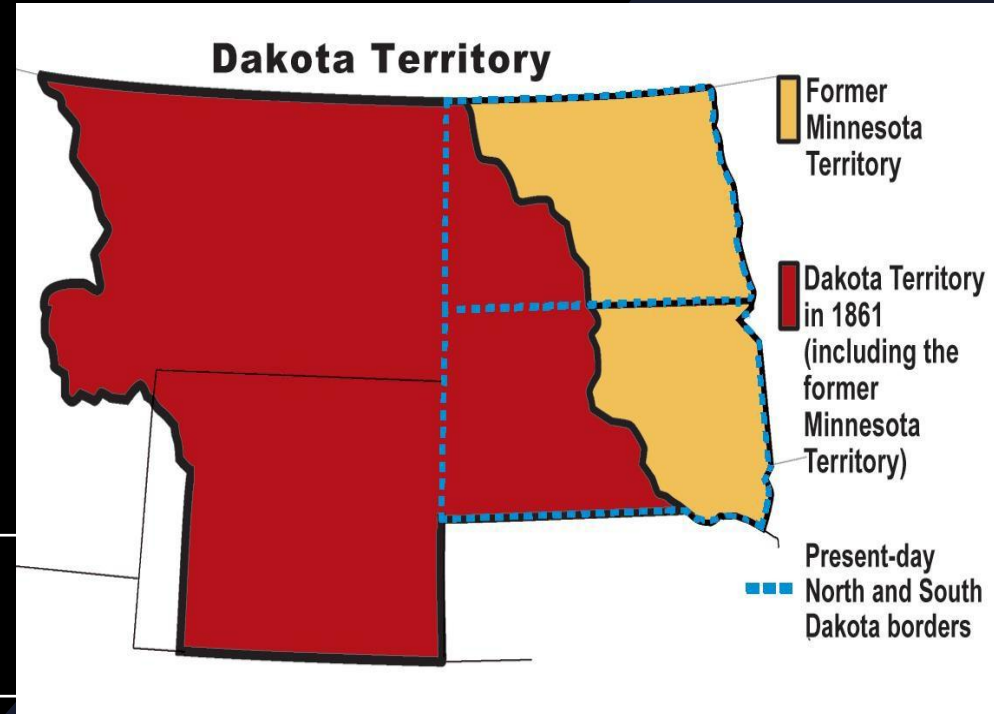 Dakota Territory
Former
Minnesota
Territory
Dakota Territory
in 1861
(including the
former
Minnesota
Territory)
Present-day
North and South
Dakota borders